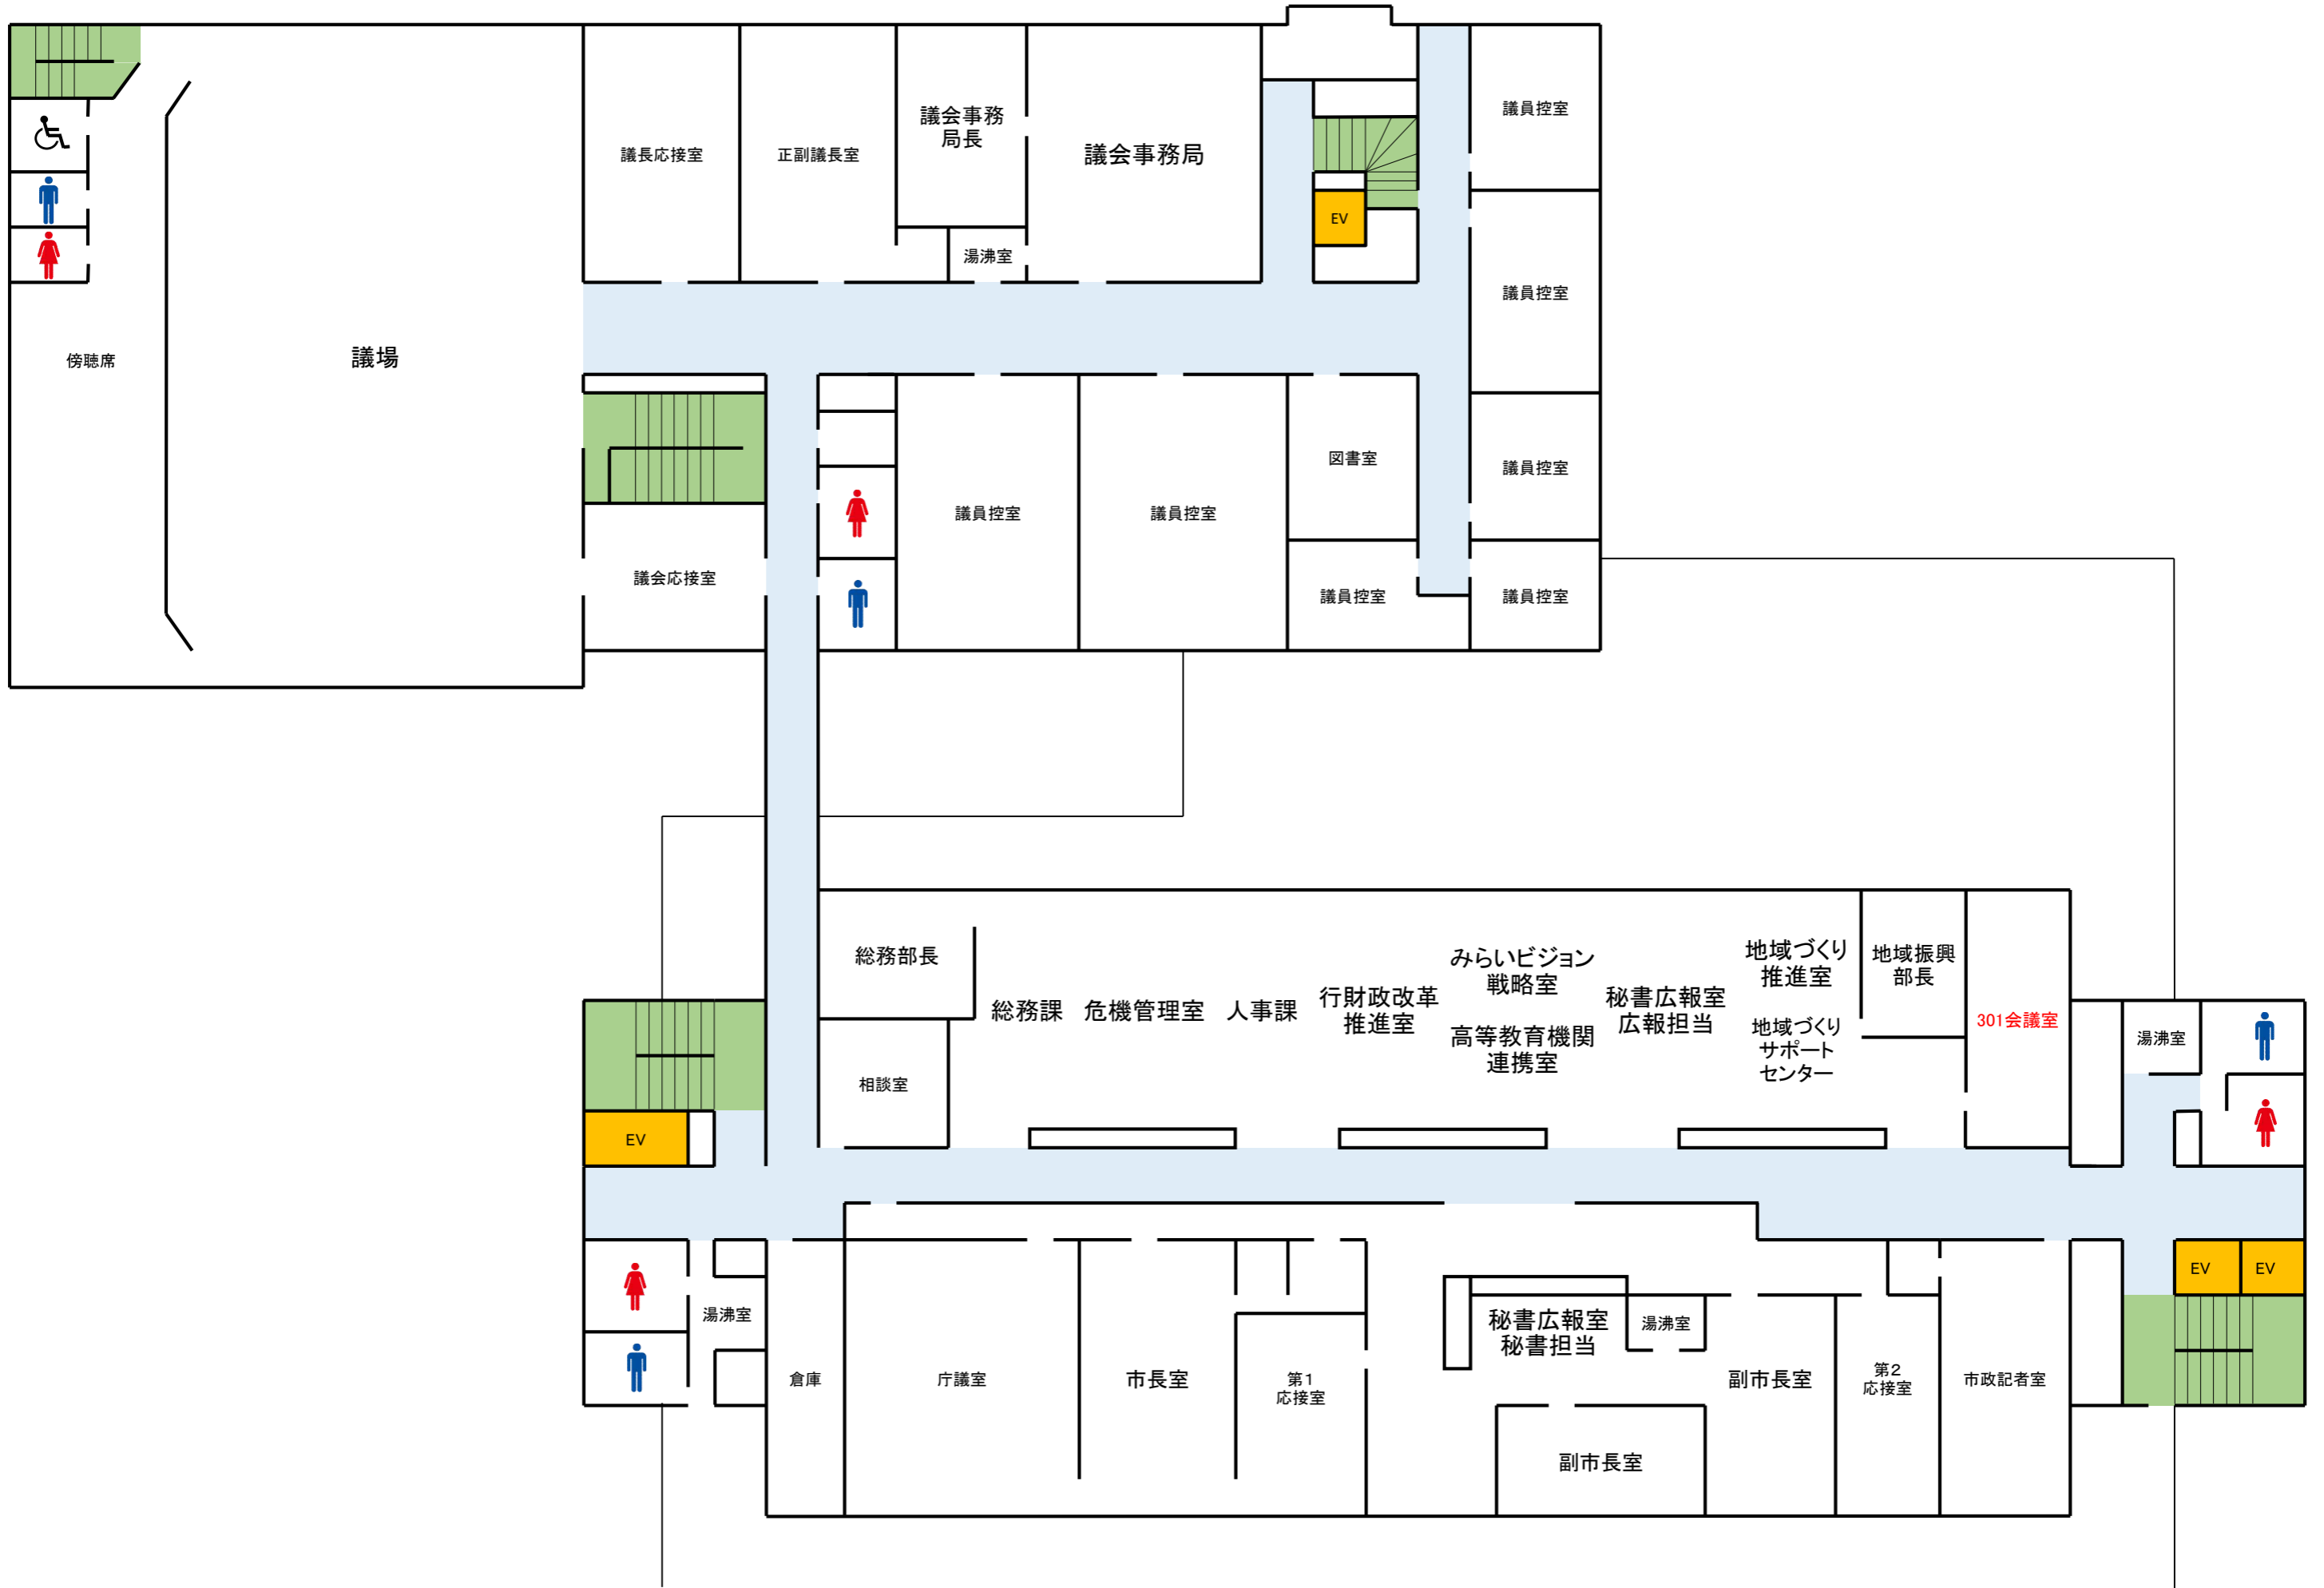 議員控室
議会事務
局長
議長応接室
正副議長室
議会事務局
EV
湯沸室
議員控室
傍聴席
議場
図書室
議員控室
議員控室
議員控室
議会応接室
議員控室
議員控室
総務部長
総務課
危機管理室
人事課
行財政改革
推進室
みらいビジョン
戦略室
高等教育機関
連携室
秘書広報室
広報担当
地域づくり
推進室
地域づくり
サポート
センター
地域振興
部長
301会議室
湯沸室
相談室
EV
EV
EV
湯沸室
倉庫
庁議室
市長室
第1
応接室
秘書広報室
秘書担当
湯沸室
副市長室
副市長室
第2
応接室
市政記者室